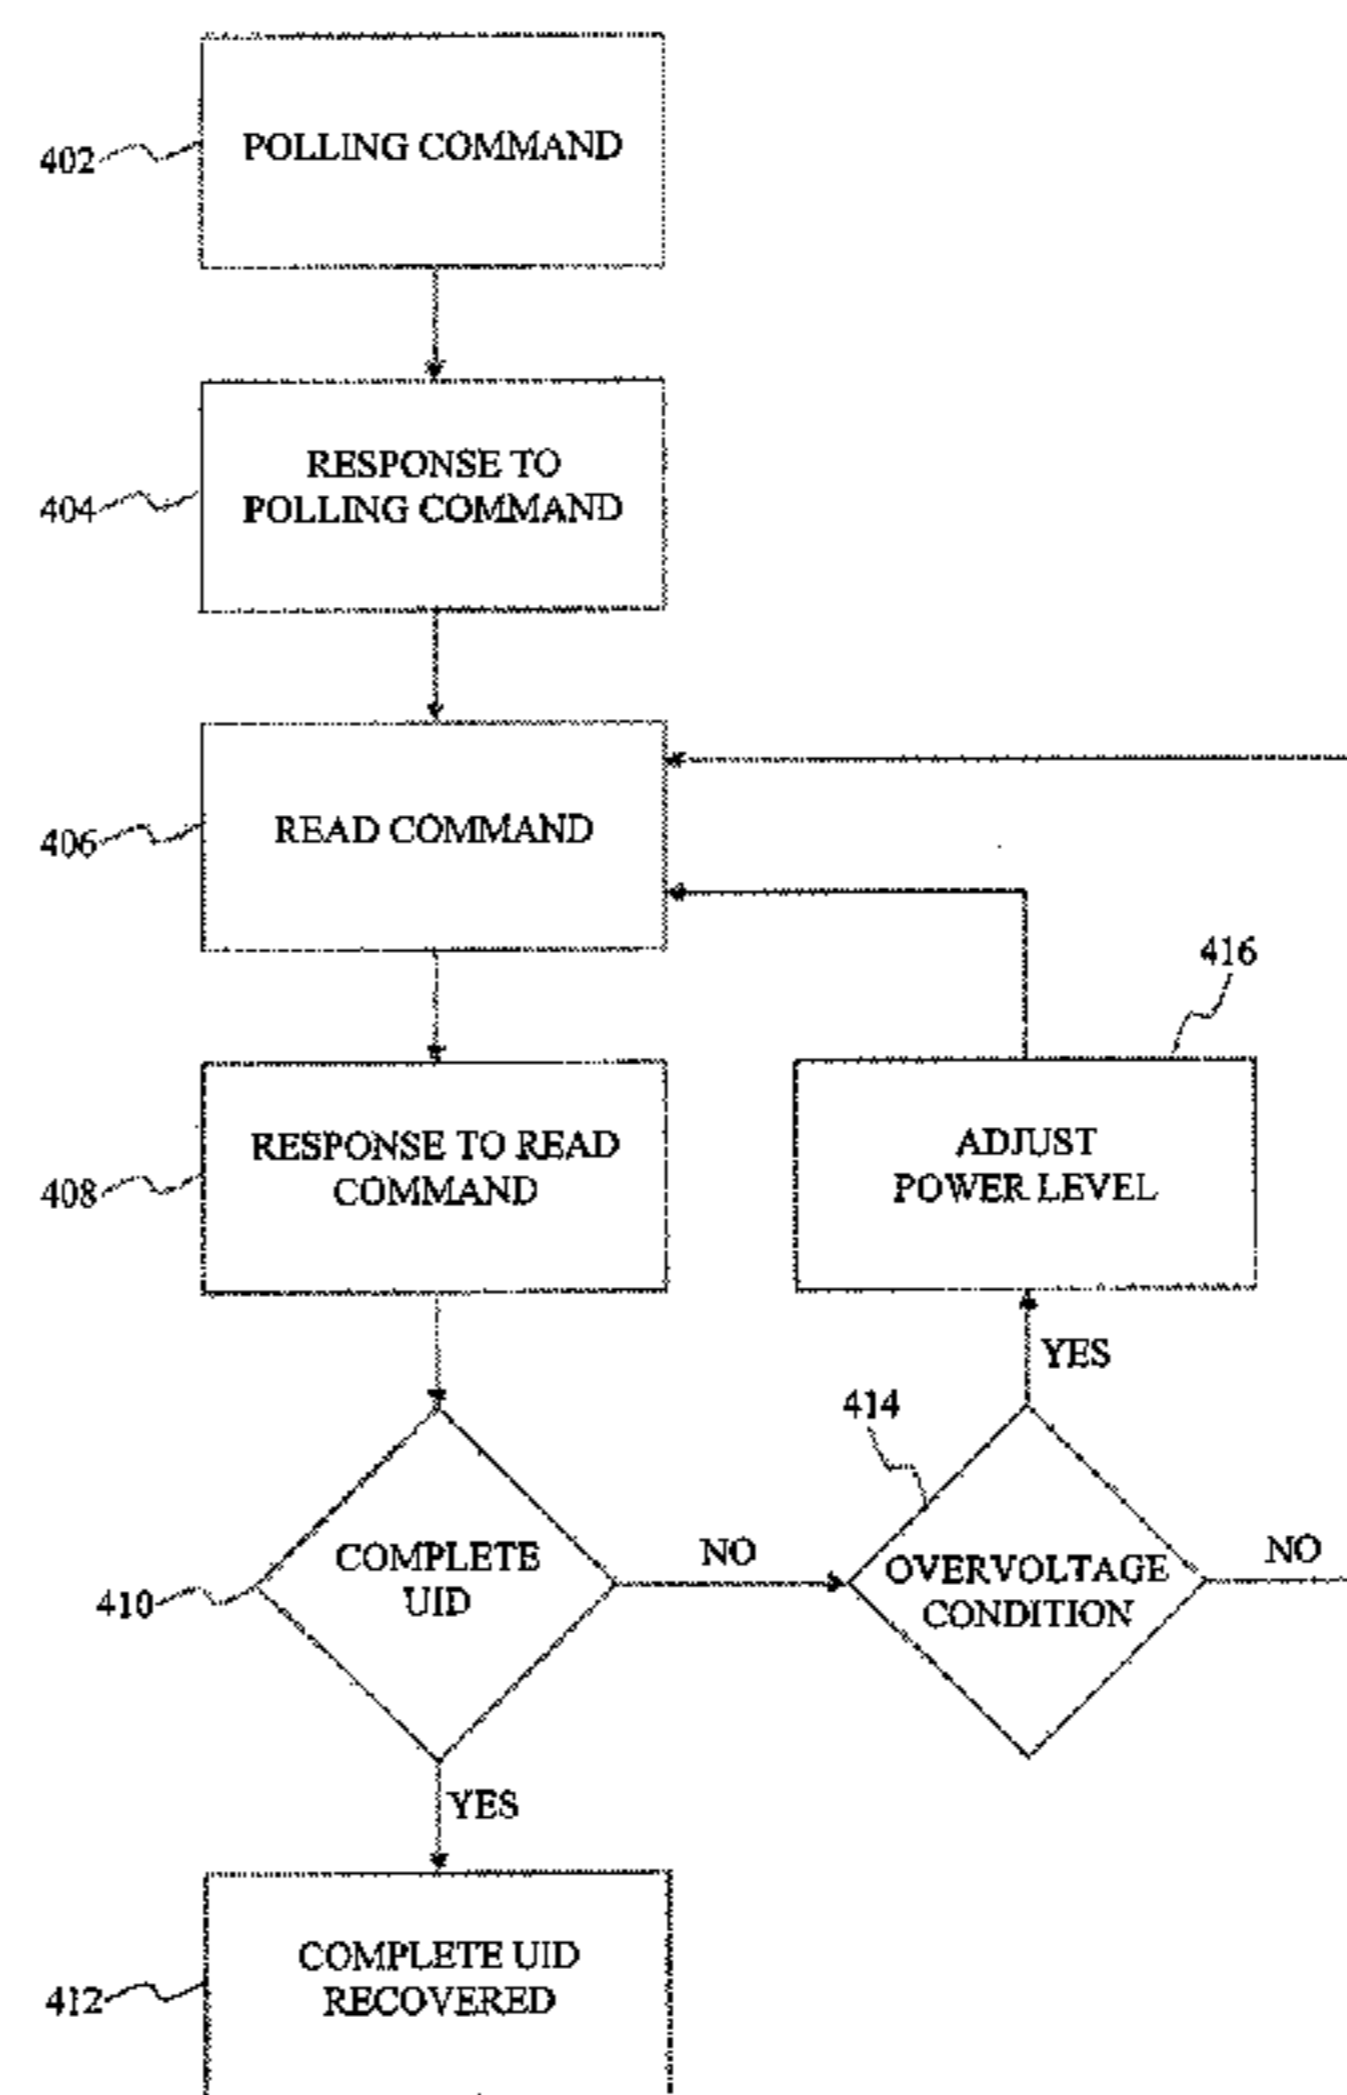 402
POLLING COMMAND
404
RESPONSE TO
POLLING COMMAND
406
READ COMMAND
416
408
RESPONSE TO READ
COMMAND
ADJUST
POWER LEVEL
YES
414
410
COMPLETE
UID
NO
OVERVOLTAGE
CONDITION
NO
YES
412
COMPLETE UID
RECOVERED